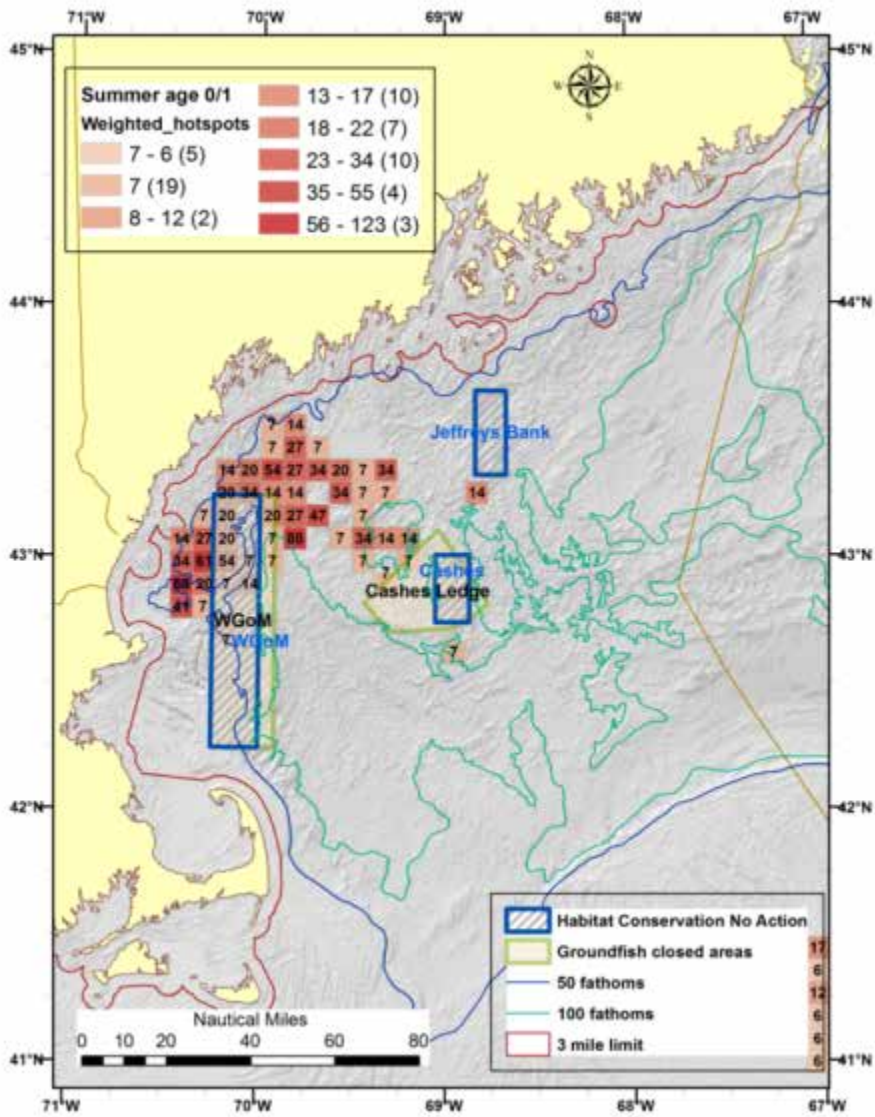 71°W 70°W 69°W 68°W 67°W
45°N 45°N
N
W E
S
Summer age 0/1
Weighted_hotspots
7 - 6 (5)
7 (19)
8 - 12 (2)
13 - 17 (10)
18 - 22 (7)
23 - 34 (10)
35 - 55 (4)
56 - 123 (3)
44°N 44°N
Jeffreys Bank
7 14
7 27 7
14 20 54 27 34 20 7 34
20 34 14 14 34 7 7 14
7 20 20 27 47 7
14 27 20 7 88 7 34 14 14
43°N 43°N
34 61 54 7 7 7 7
7
Cashes
20 7 14
Cashes Ledge
41 7
WGoM
7
WGoM
7
42°N 42°N
Habitat Conservation No Action
Groundfish closed areas
50 fathoms
100 fathoms
3 mile limit
17
6
12
6
6
6
Nautical Miles
0 10 20 40 60 80
41°N 41°N
71°W 70°W 69°W 68°W 67°W